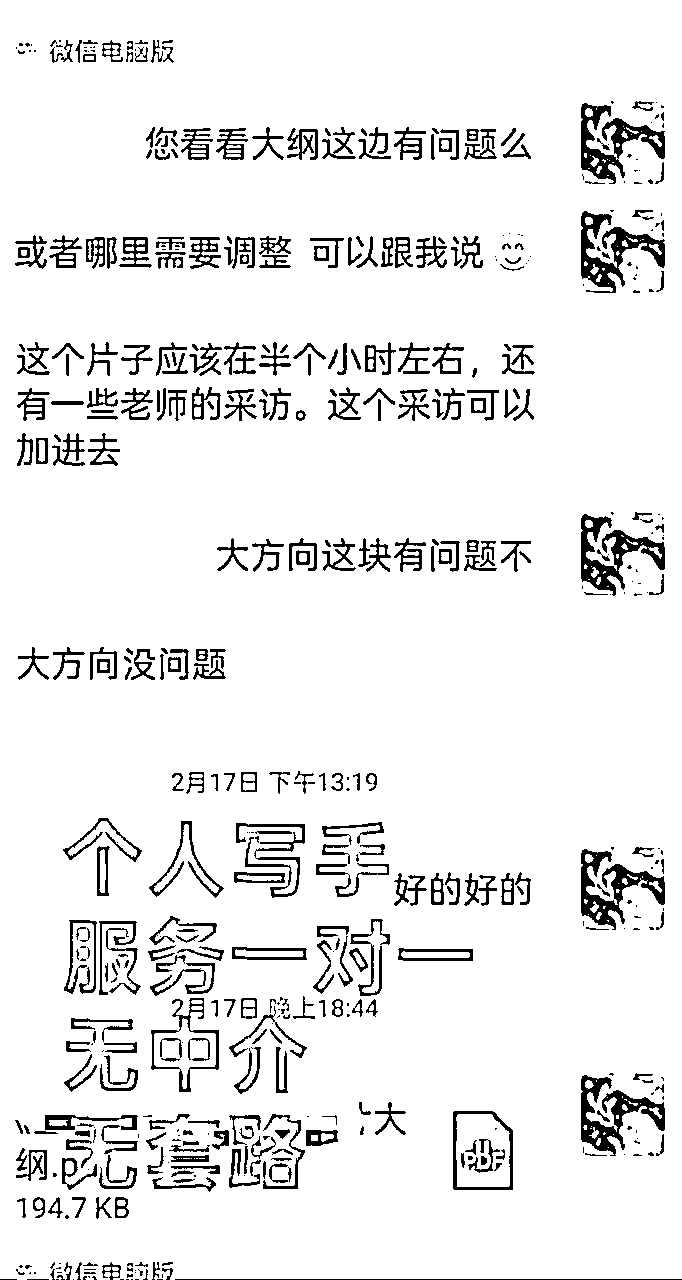 微信电脑版
您看看大纲这边有问题么
或者哪里需要调整 可以跟我说
这个片子应该在半个小时左右，还
有一些老师的采访。这个采访可以
加进去
大方向这块有问题不
大方向没问题
2月17日 下午13:19
个人写手
好的好的
服务一对一
2月17日 晚上18:44
无中介
大
无套路
纲.p
PDF
194.7 KB
微信电脑版